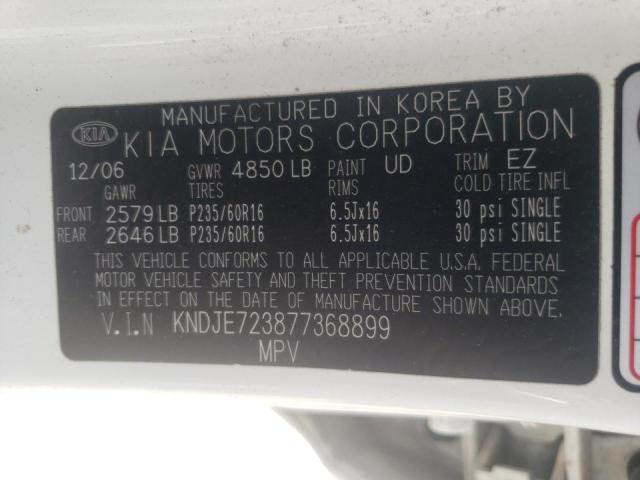 MANUFACTURED IN KOREA BY
KIA KIA MOTORS CORPORATION
12/06 GVWR 4850 LB PAINT UD TRIM EZ
GAWR TIRES RIMS COLD TIRE INFL
FRONT 2579 LB P235/60R16 6.5Jx16 30 psi SINGLE
REAR 2646 LB P235/60R16 6.5Jx16 30 psi SINGLE
THIS VEHICLE CONFORMS TO ALL APPLICABLE U.S.A. FEDERAL
MOTOR VEHICLE SAFETY AND THEFT PREVENTION STANDARDS
IN EFFECT ON THE DATE OF MANUFACTURE SHOWN ABOVE.
V.I.N KNDJE723877368899
MPV